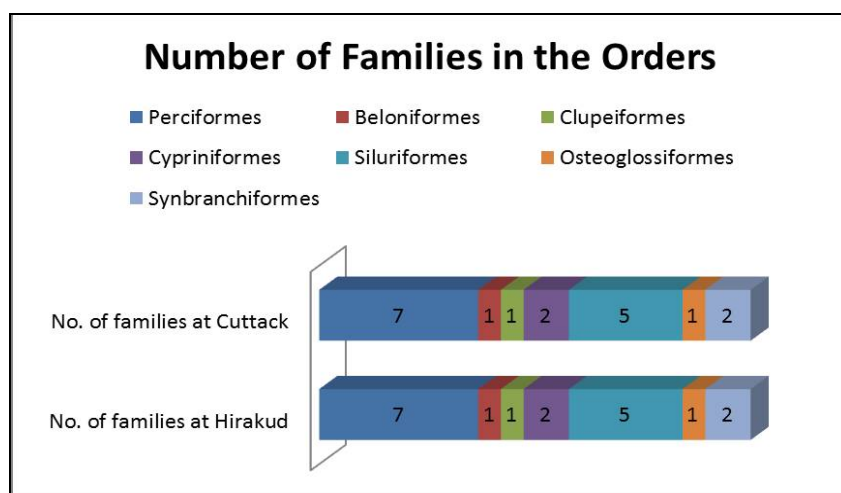 Number of Families in the Orders
Perciformes Beloniformes Clupeiformes
Cypriniformes Siluriformes Osteoglossiformes
Synbranchiformes
No. of families at Cuttack 7 1 1 2 5 1 2
No. of families at Hirakud 7 1 1 2 5 1 2